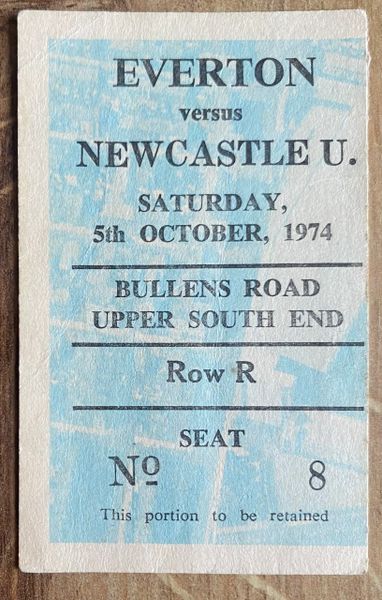 EVERTON
versus
NEWCASTLE U.
SATURDAY,
5th OCTOBER, 1974
BULLENS ROAD
UPPER SOUTH END
Row R
SEAT
Nº 8
This portion to be retained